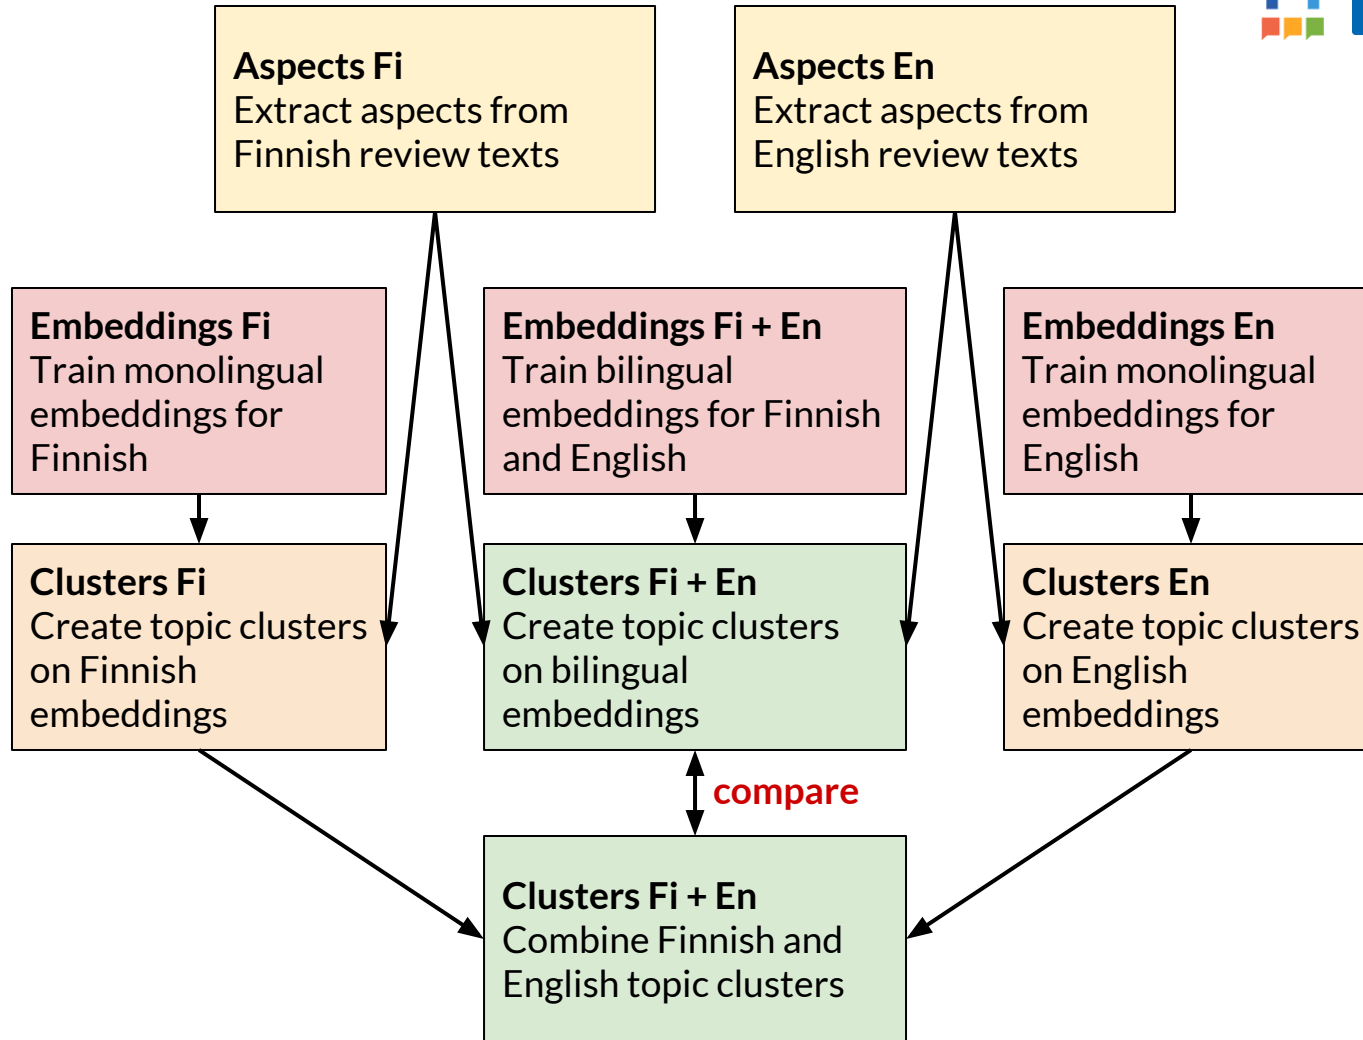 Aspects Fi
Extract aspects from
Finnish review texts
Aspects En
Extract aspects from
English review texts
Embeddings Fi
Train monolingual
embeddings for
Finnish
Embeddings Fi + En
Train bilingual
embeddings for Finnish
and English
Embeddings En
Train monolingual
embeddings for
English
Clusters Fi
Create topic clusters
on Finnish
embeddings
Clusters Fi + En
Create topic clusters
on bilingual
embeddings
Clusters En
Create topic clusters
on English
embeddings
compare
Clusters Fi + En
Combine Finnish and
English topic clusters